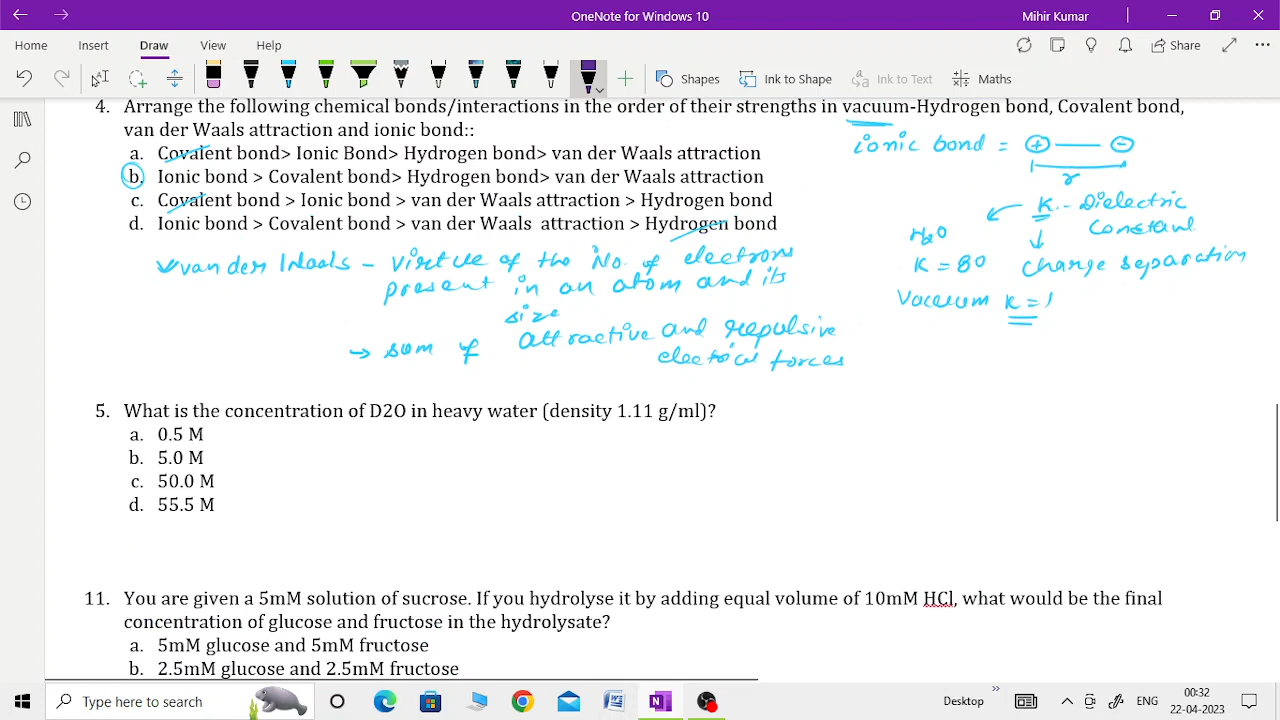 OneNote for Windows 10
Mihir Kumar
Home Insert Draw View Help
Share
Shapes Ink to Shape Ink to Text Maths
4. Arrange the following chemical bonds/interactions in the order of their strengths in vacuum-Hydrogen bond, Covalent bond,
van der Waals attraction and ionic bond::
a. Covalent bond> Ionic Bond> Hydrogen bond> van der Waals attraction
b. Ionic bond > Covalent bond> Hydrogen bond> van der Waals attraction
c. Covalent bond > Ionic bond > van der Waals attraction > Hydrogen bond
d. Ionic bond > Covalent bond > van der Waals attraction > Hydrogen bond
ionic bond = + — −
r
K -- Dielectric
Constant
H2O
K = 80
charge separation
Vacuum K = 1
van der Waals - virtue of the No. of electrons
present in an atom and its
size
→ sum of attractive and repulsive
electrical forces
5. What is the concentration of D2O in heavy water (density 1.11 g/ml)?
a. 0.5 M
b. 5.0 M
c. 50.0 M
d. 55.5 M
11. You are given a 5mM solution of sucrose. If you hydrolyse it by adding equal volume of 10mM HCl, what would be the final
concentration of glucose and fructose in the hydrolysate?
a. 5mM glucose and 5mM fructose
b. 2.5mM glucose and 2.5mM fructose
Type here to search
Desktop
ENG
00:32
22-04-2023